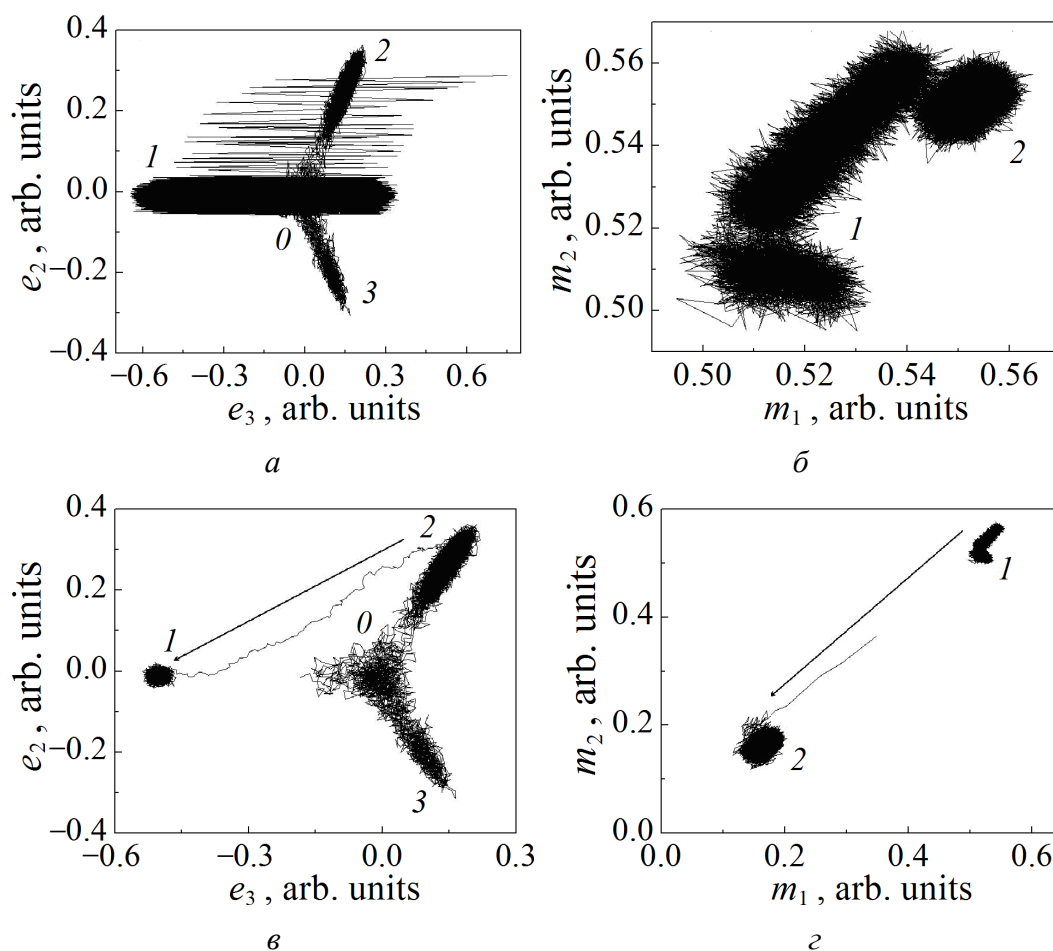 0.4
0.2
0.0
−0.2
−0.4
e₂, arb. units
1
2
0
3
−0.6 −0.3 0.0 0.3 0.6
e₃, arb. units
а
0.56
0.54
0.52
0.50
m₂, arb. units
1
2
0.50 0.52 0.54 0.56
m₁, arb. units
б
0.4
0.2
0.0
−0.2
−0.4
e₂, arb. units
2
0
1
3
−0.6 −0.3 0.0 0.3
e₃, arb. units
в
0.6
0.4
0.2
0.0
m₂, arb. units
1
2
0.0 0.2 0.4 0.6
m₁, arb. units
г